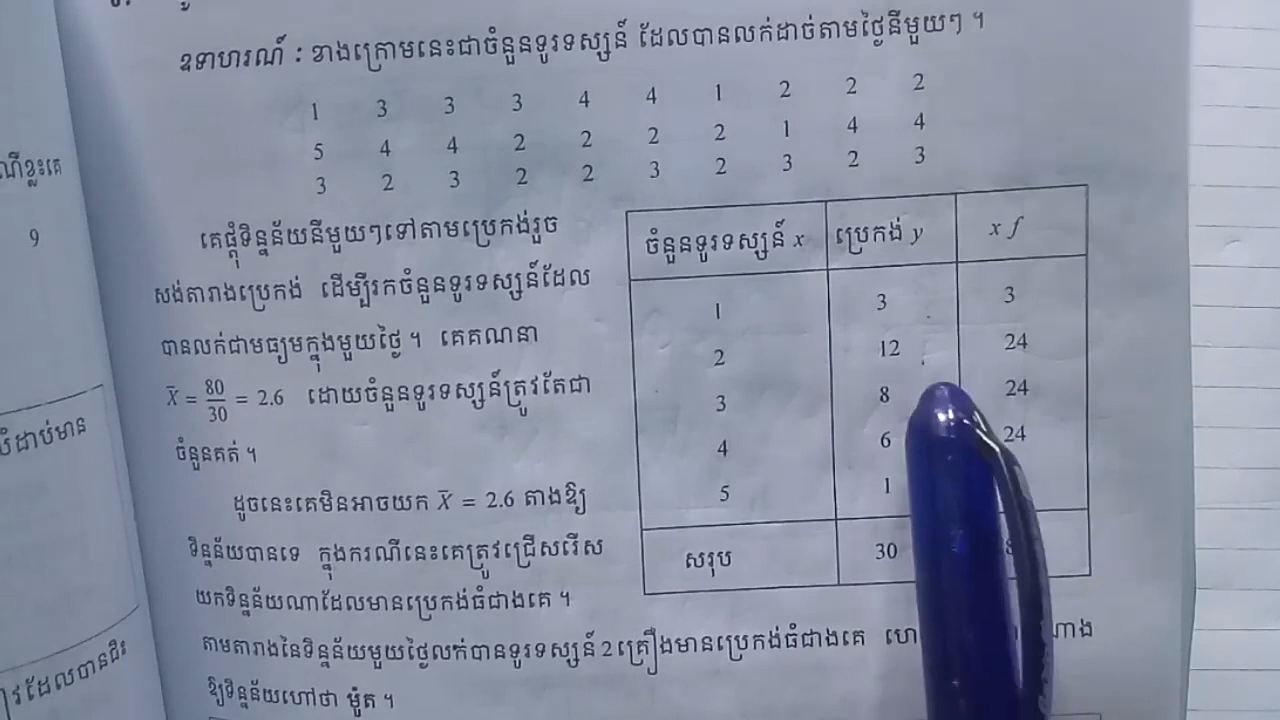 ឧទាហរណ៍ : ខាងក្រោមនេះជាចំនួនទូរទស្សន៍ ដែលបានលក់ដាច់តាមថ្ងៃនីមួយៗ ។
1 3 3 3 4 4 1 2 2 2
5 4 4 2 2 2 2 1 4 4
3 2 3 2 2 3 2 3 2 3
គេផ្តុំទិន្នន័យនីមួយៗទៅតាមប្រេកង់រួច
សង់តារាងប្រេកង់ ដើម្បីរកចំនួនទូរទស្សន៍ដែល
បានលក់ជាមធ្យមក្នុងមួយថ្ងៃ ។ គេគណនា
X̄ = 80/30 = 2.6 ដោយចំនួនទូរទស្សន៍ត្រូវតែជា
ចំនួនគត់ ។
ដូចនេះគេមិនអាចយក X̄ = 2.6 តាងឱ្យ
ទិន្នន័យបានទេ ក្នុងករណីនេះគេត្រូវជ្រើសរើស
យកទិន្នន័យណាដែលមានប្រេកង់ធំជាងគេ ។
ចំនួនទូរទស្សន៍ x ប្រេកង់ y x f
1 3 3
2 12 24
3 8 24
4 6 24
5 1
សរុប 30
តាមតារាងនៃទិន្នន័យមួយថ្ងៃលក់បានទូរទស្សន៍ 2 គ្រឿងមានប្រេកង់ធំជាងគេ
ឱ្យទិន្នន័យហៅថា ម៉ូត ។
ណីខ្លះគេ
9